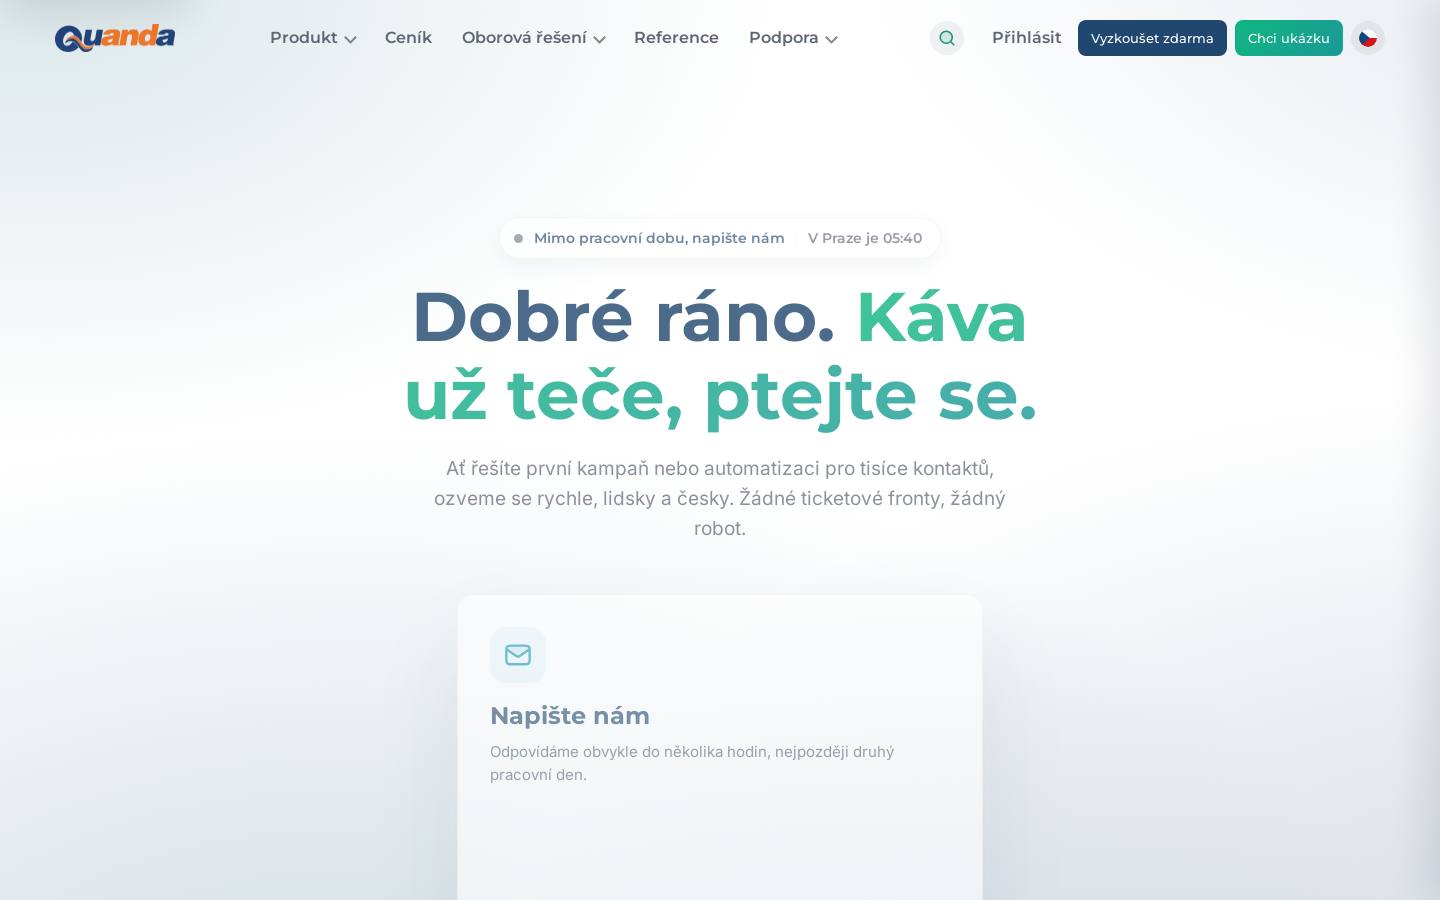 Quanda
Produkt
Ceník
Oborová řešení
Reference
Podpora
Přihlásit
Vyzkoušet zdarma
Chci ukázku
Mimo pracovní dobu, napište nám
V Praze je 05:40
Dobré ráno. Káva
už teče, ptejte se.
Ať řešíte první kampaň nebo automatizaci pro tisíce kontaktů,
ozveme se rychle, lidsky a česky. Žádné ticketové fronty, žádný
robot.
Napište nám
Odpovídáme obvykle do několika hodin, nejpozději druhý
pracovní den.